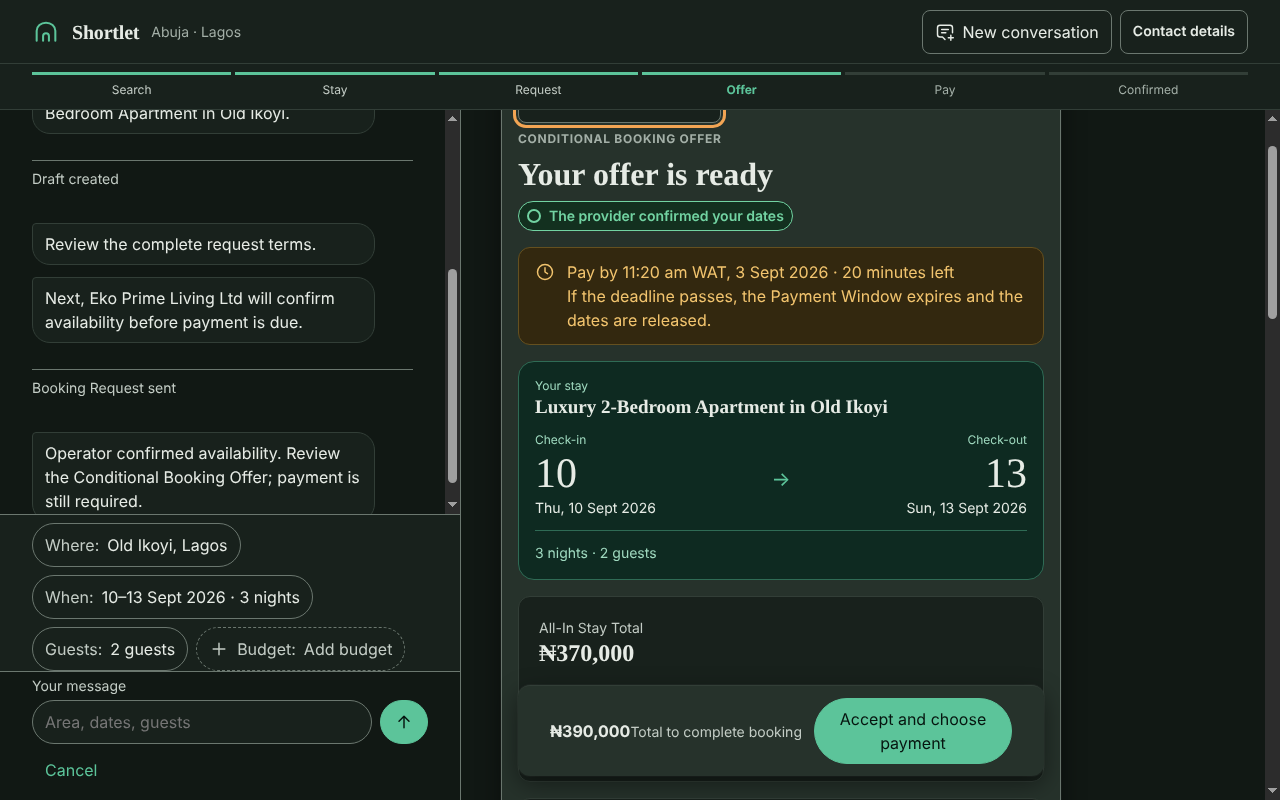 Shortlet
Abuja · Lagos
New conversation
Contact details
Search
Stay
Request
Offer
Pay
Confirmed
Bedroom Apartment in Old Ikoyi.
Draft created
Review the complete request terms.
Next, Eko Prime Living Ltd will confirm
availability before payment is due.
Booking Request sent
Operator confirmed availability. Review
the Conditional Booking Offer; payment is
still required.
Where: Old Ikoyi, Lagos
When: 10–13 Sept 2026 · 3 nights
Guests: 2 guests
Budget: Add budget
Your message
Area, dates, guests
Cancel
CONDITIONAL BOOKING OFFER
Your offer is ready
The provider confirmed your dates
Pay by 11:20 am WAT, 3 Sept 2026 · 20 minutes left
If the deadline passes, the Payment Window expires and the
dates are released.
Your stay
Luxury 2-Bedroom Apartment in Old Ikoyi
Check-in
Check-out
10
13
Thu, 10 Sept 2026
Sun, 13 Sept 2026
3 nights · 2 guests
All-In Stay Total
₦370,000
₦390,000 Total to complete booking
Accept and choose
payment